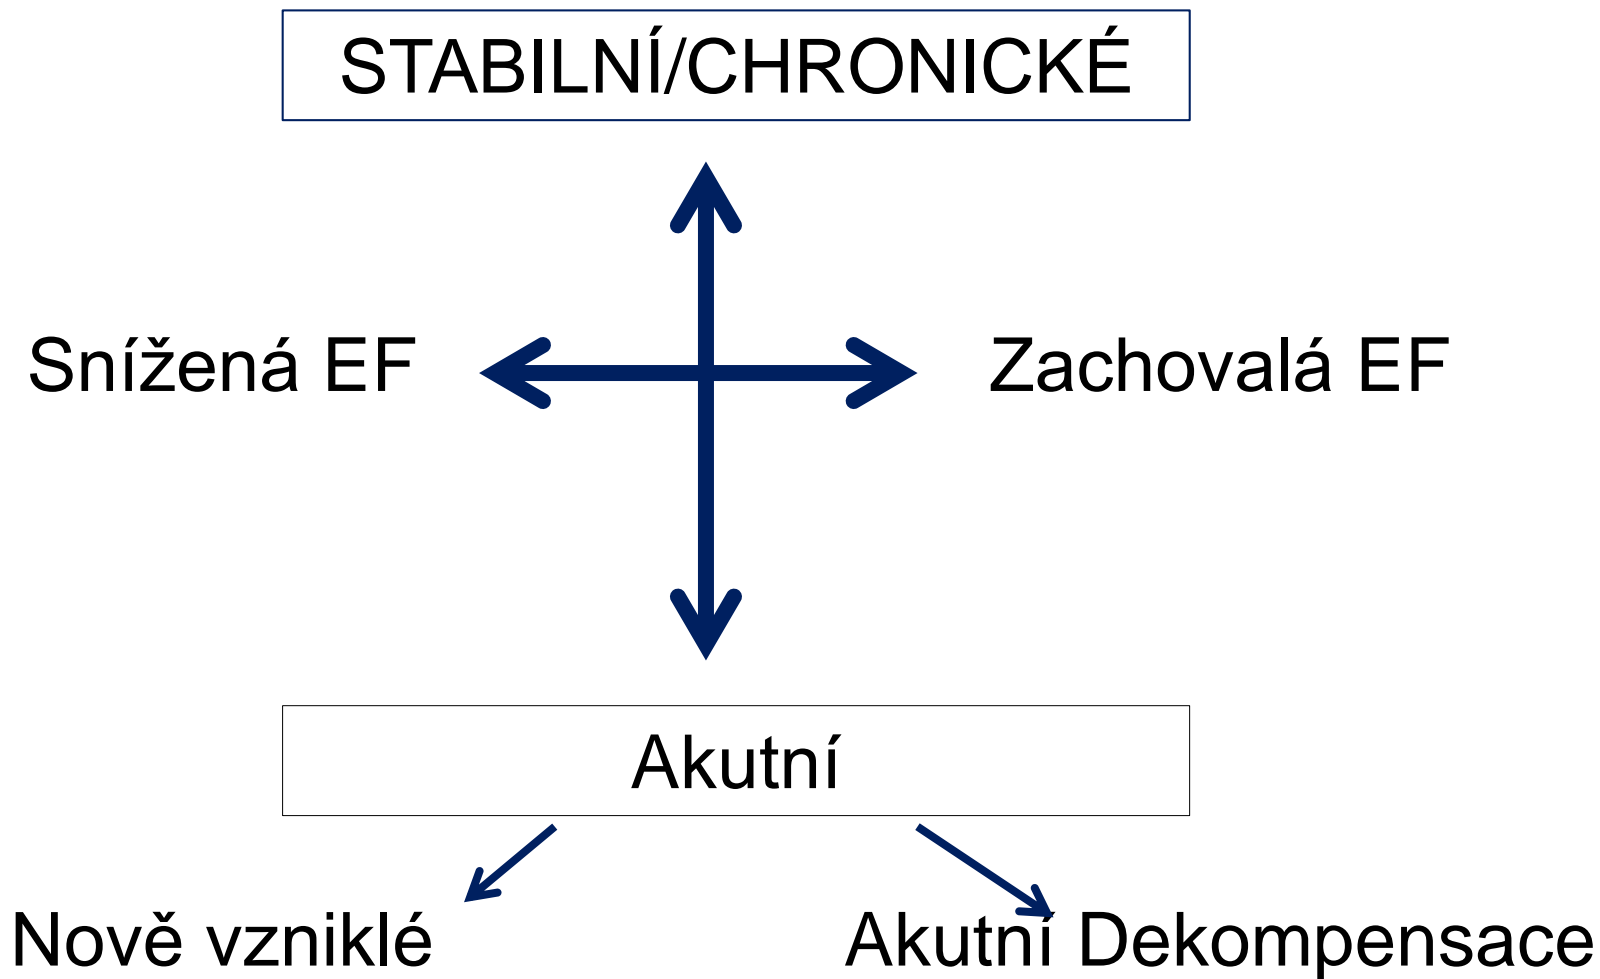 STABILNÍ/CHRONICKÉ
Snížená EF
Zachovalá EF
Akutní
Nově vzniklé
Akutní Dekompensace